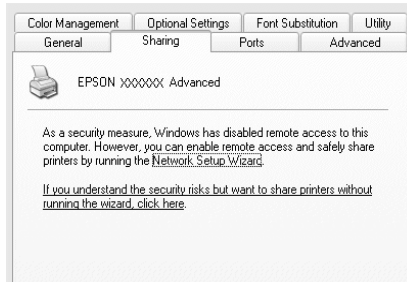 Color Management Optional Settings Font Substitution Utility
General Sharing Ports Advanced
EPSON XXXXXX Advanced
As a security measure, Windows has disabled remote access to this
computer. However, you can enable remote access and safely share
printers by running the Network Setup Wizard.
If you understand the security risks but want to share printers without
running the wizard, click here.